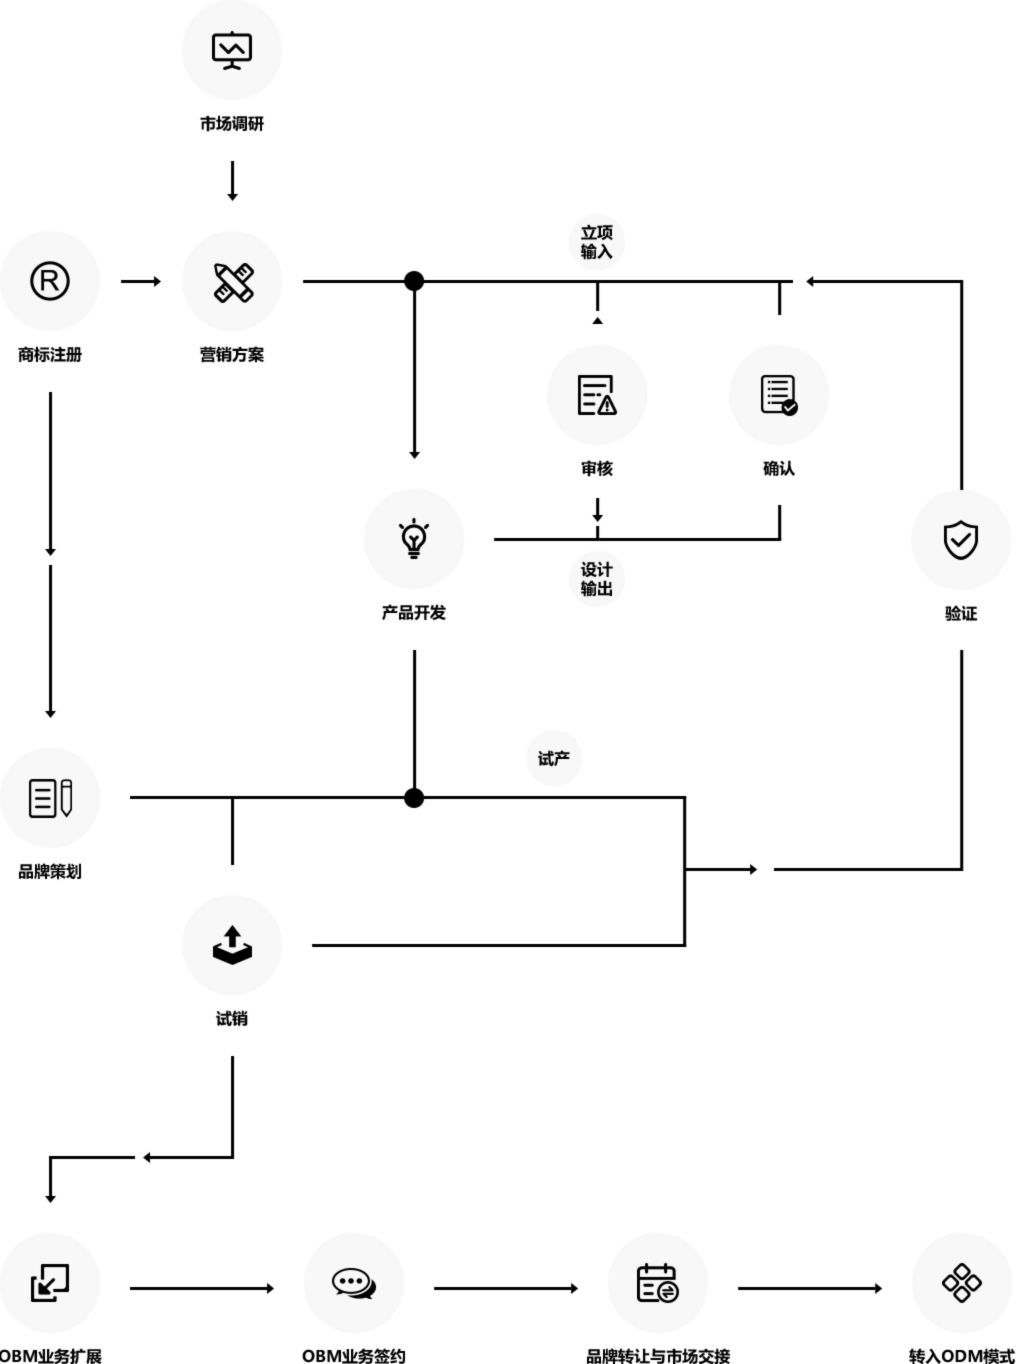 市场调研
立项
输入
商标注册
营销方案
审核
确认
设计
输出
产品开发
验证
试产
品牌策划
试销
OBM业务扩展
OBM业务签约
品牌转让与市场交接
转入ODM模式